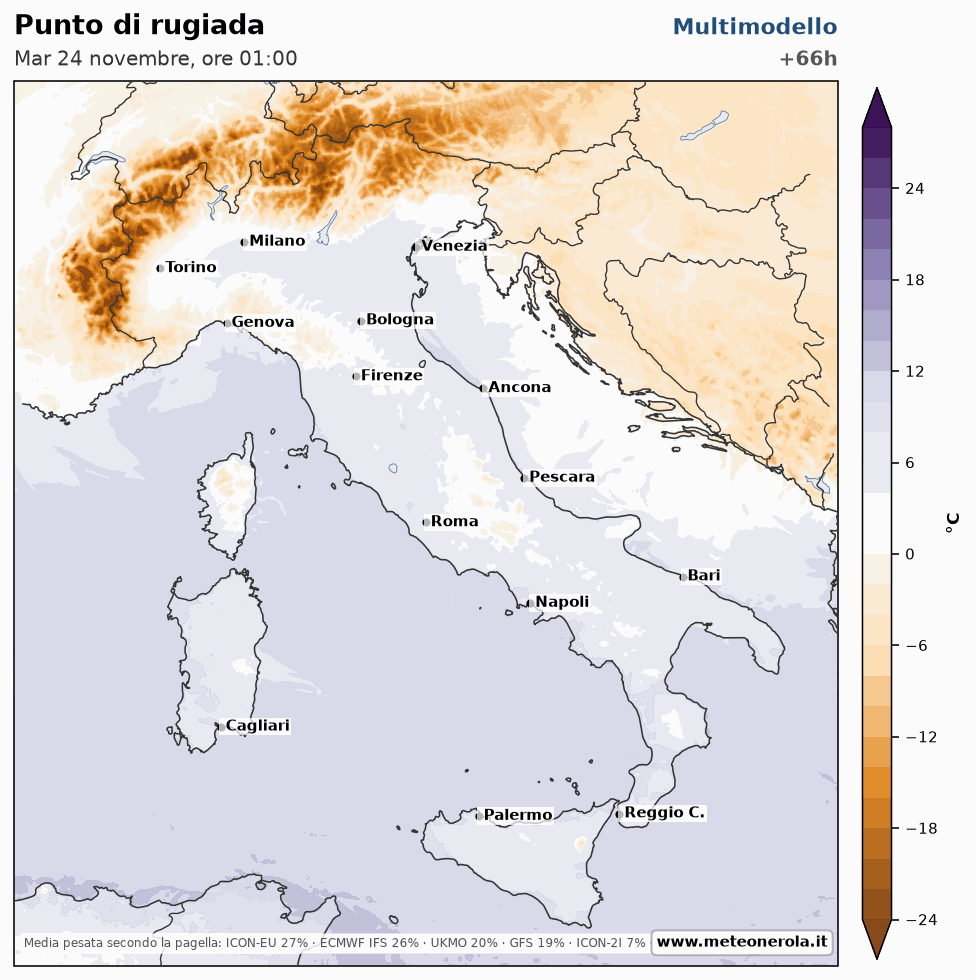 Punto di rugiada
Multimodello
Mar 24 novembre, ore 01:00
+66h
Milano
Venezia
Torino
Genova
Bologna
Firenze
Ancona
Pescara
Roma
Bari
Napoli
Cagliari
Palermo
Reggio C.
24
18
12
6
0
−6
−12
−18
−24
°C
Media pesata secondo la pagella: ICON-EU 27% · ECMWF IFS 26% · UKMO 20% · GFS 19% · ICON-2I 7%
www.meteonerola.it